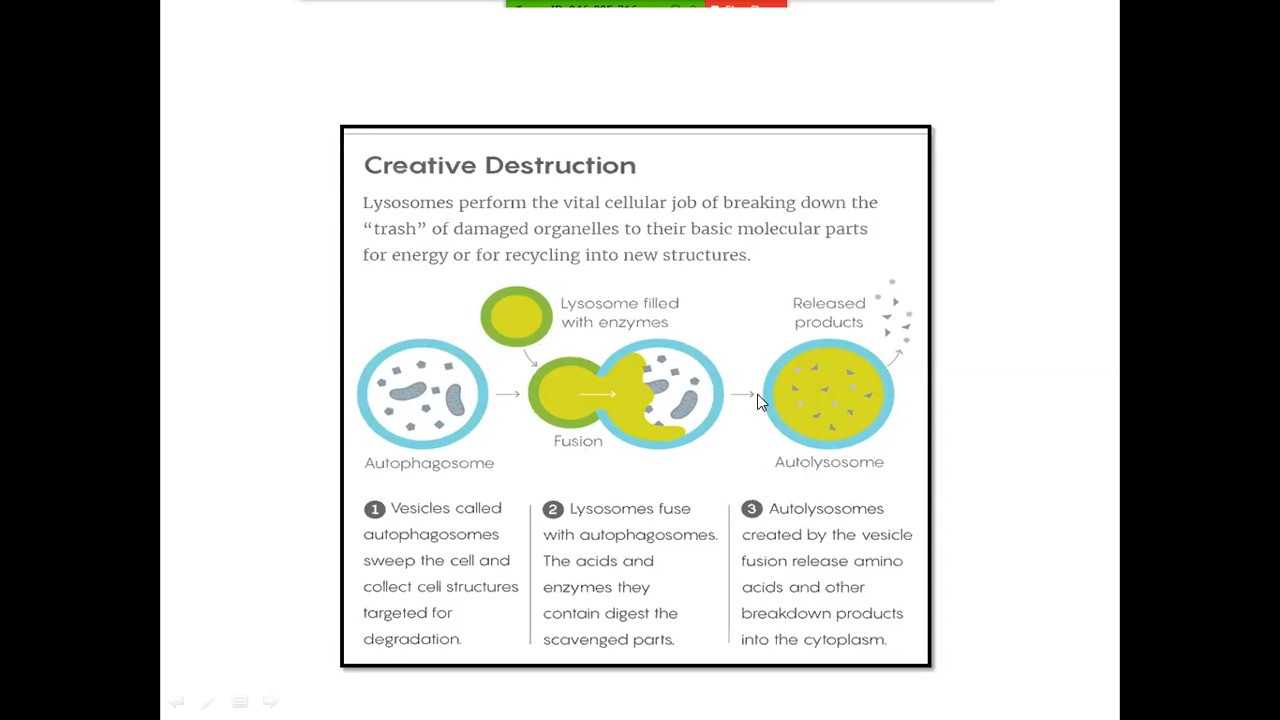 Creative Destruction
Lysosomes perform the vital cellular job of breaking down the
“trash” of damaged organelles to their basic molecular parts
for energy or for recycling into new structures.
Lysosome filled
with enzymes
Released
products
Fusion
Autophagosome
Autolysosome
1 Vesicles called
autophagosomes
sweep the cell and
collect cell structures
targeted for
degradation.
2 Lysosomes fuse
with autophagosomes.
The acids and
enzymes they
contain digest the
scavenged parts.
3 Autolysosomes
created by the vesicle
fusion release amino
acids and other
breakdown products
into the cytoplasm.